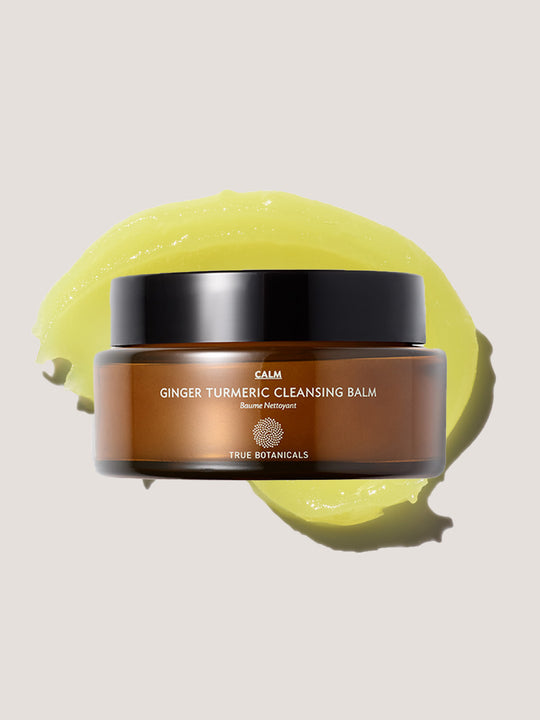 CALM
GINGER TURMERIC CLEANSING BALM
Baume Nettoyant
TRUE BOTANICALS